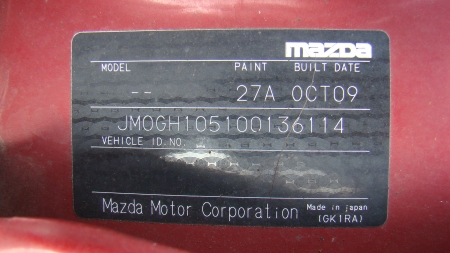 mazda
MODEL PAINT BUILT DATE
-- 27A OCT09
JM0GH105100136114
VEHICLE ID.NO.
Mazda Motor Corporation Made in japan
(GK1RA)